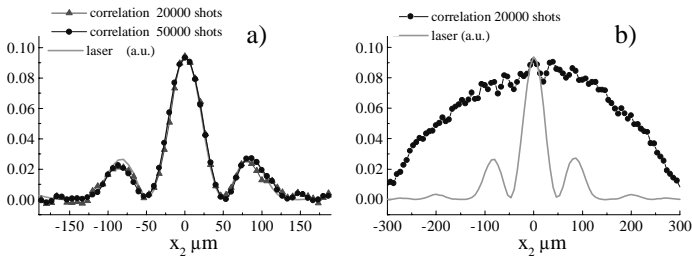 correlation 20000 shots
correlation 50000 shots
laser (a.u.)
a)
0.10
0.08
0.06
0.04
0.02
0.00
-150 -100 -50 0 50 100 150
x2 μm
correlation 20000 shots
laser (a.u.)
b)
0.10
0.08
0.06
0.04
0.02
0.00
-300 -200 -100 0 100 200 300
x2 μm